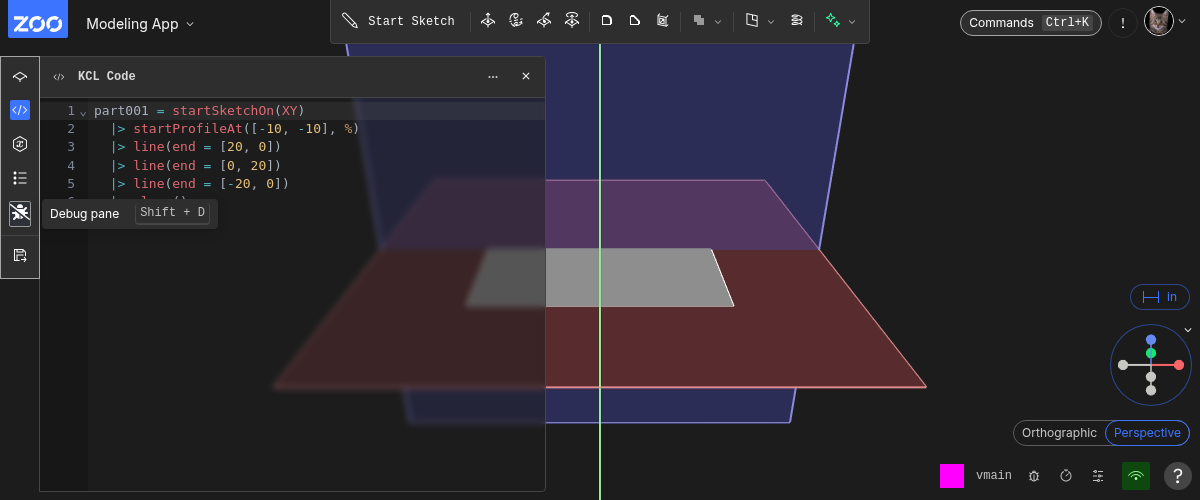 ZOO
Modeling App
Start Sketch
Commands Ctrl+K
!
KCL Code
1 part001 = startSketchOn(XY)
2 |> startProfileAt([-10, -10], %)
3 |> line(end = [20, 0])
4 |> line(end = [0, 20])
5 |> line(end = [-20, 0])
Debug pane Shift + D
in
Orthographic Perspective
vmain
?